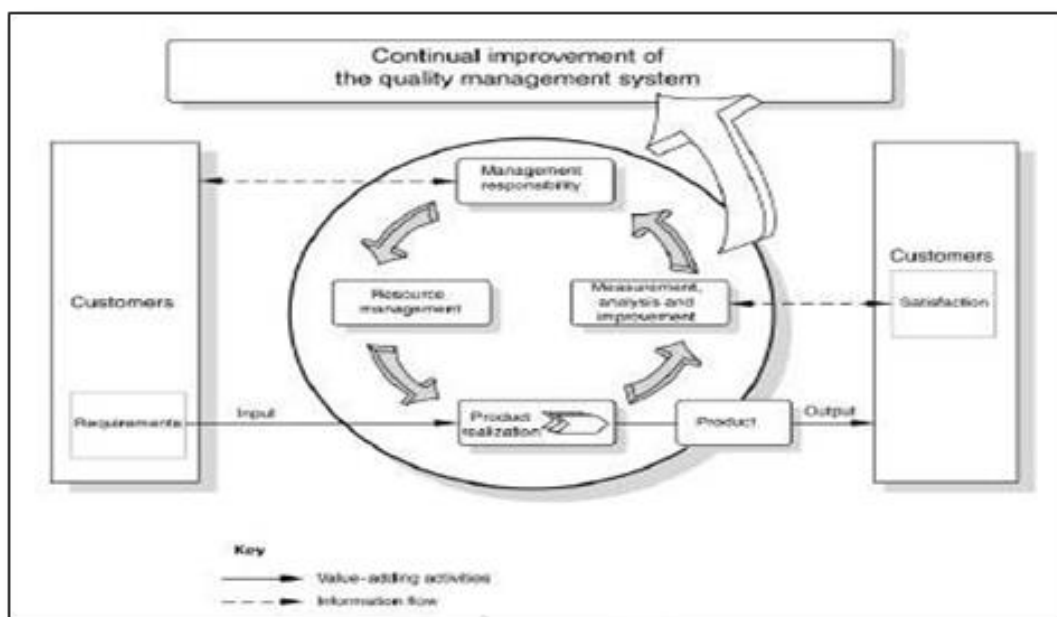 Continual improvement of
the quality management system
Management
responsibility
Customers
Customers
Resource
management
Measurement,
analysis and
improvement
Satisfaction
Requirements
Input
Product
realization
Product
Output
Key
Value-adding activities
Information flow